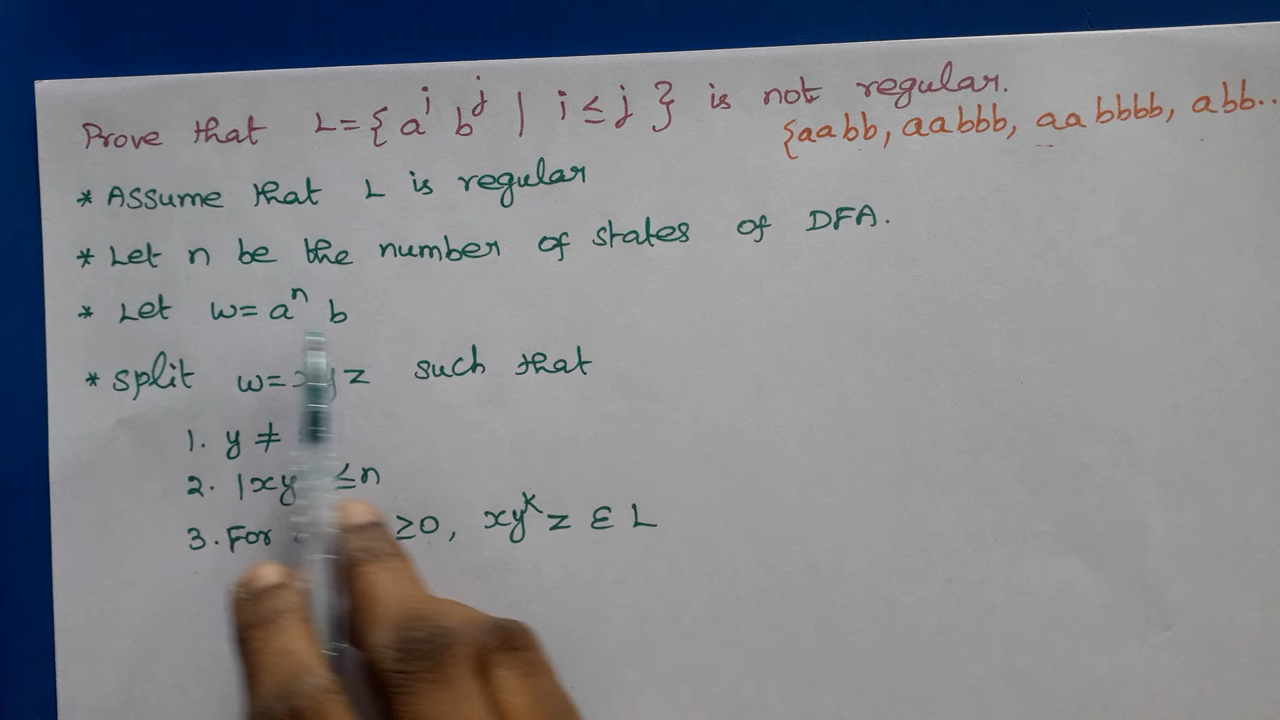 Prove that L={ a^i b^j | i ≤ j } is not regular.
{aabb, aabbb, aabbbb, abb..
* Assume that L is regular
* Let n be the number of states of DFA.
* Let w= a^n b
* split w= z such that
1. y ≠
2. |xy ≤n
3. For ≥0, xy^k z ε L